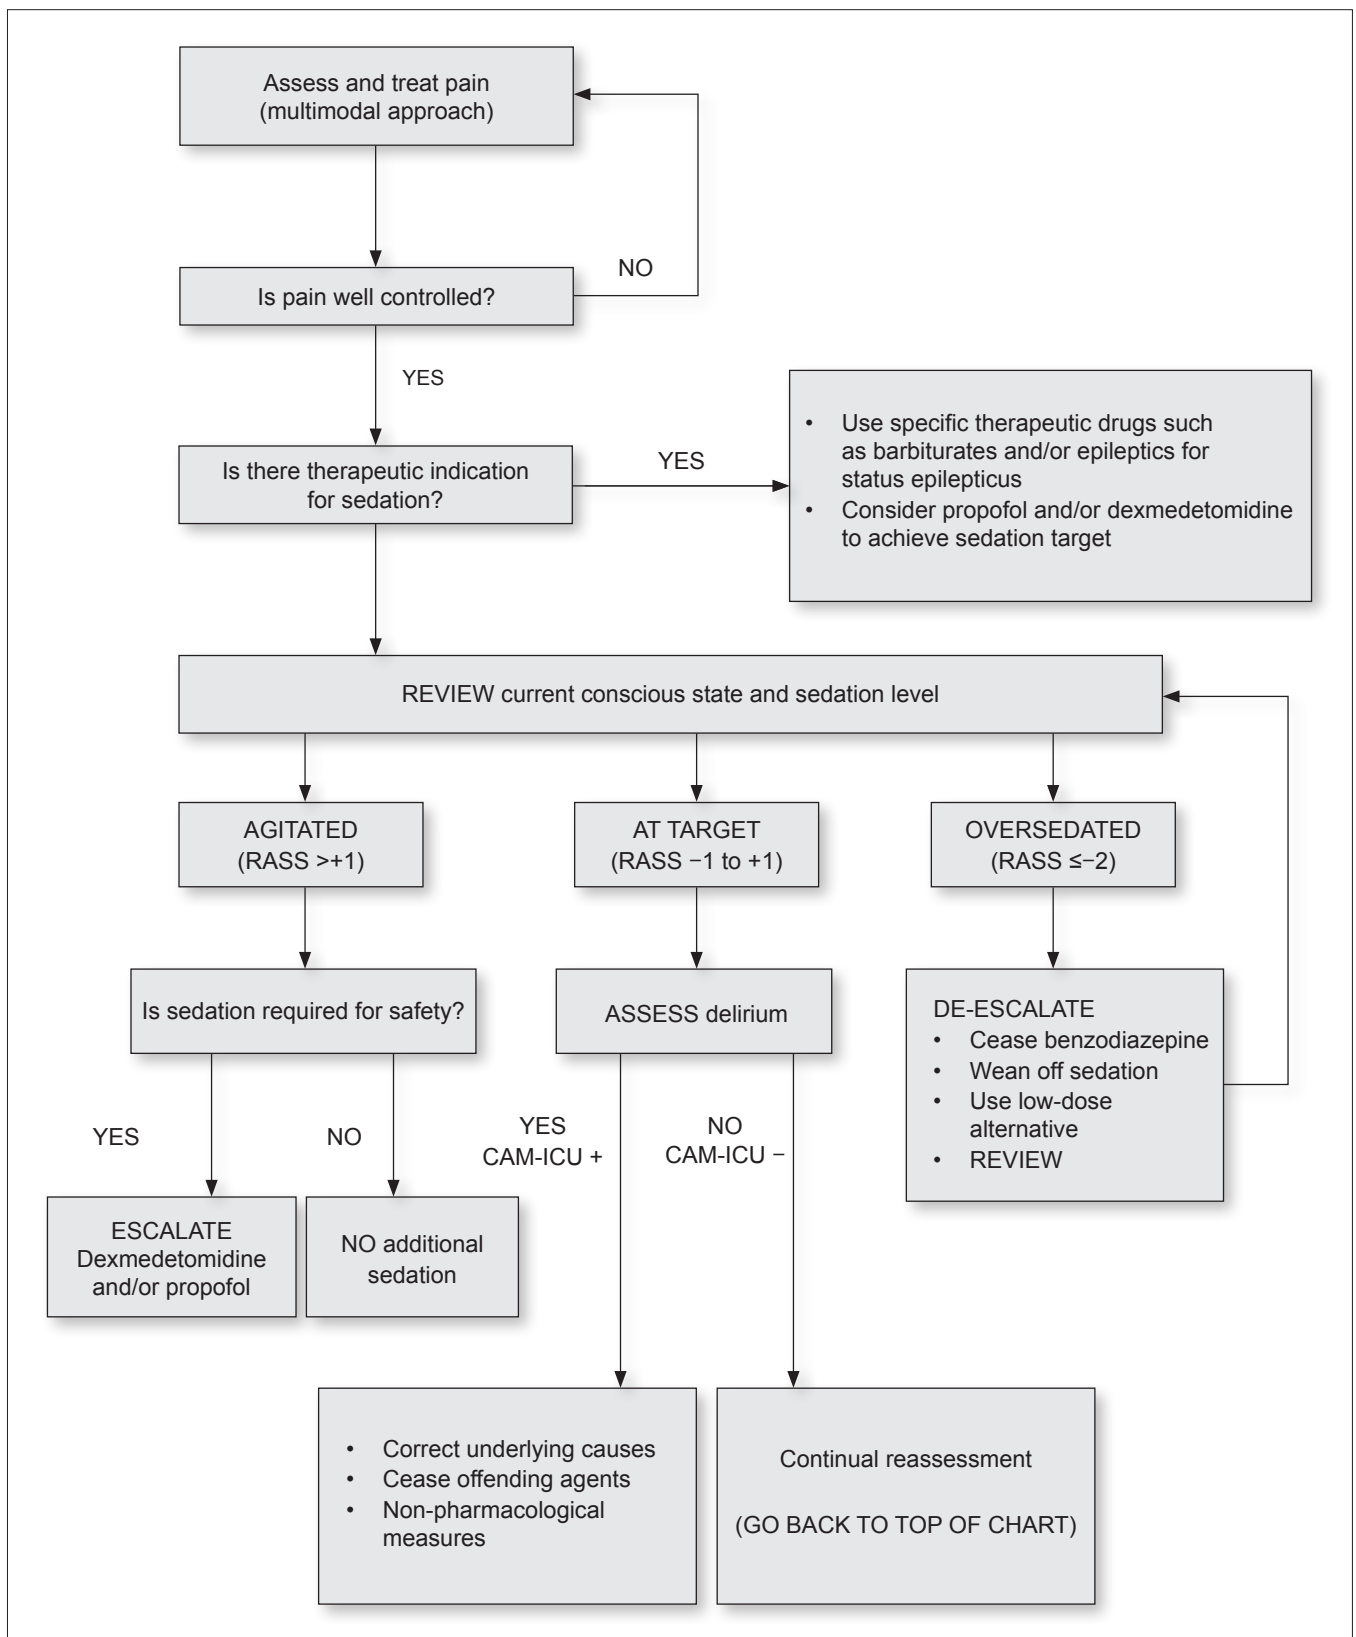 Assess and treat pain
(multimodal approach)
NO
Is pain well controlled?
YES
• Use specific therapeutic drugs such
as barbiturates and/or epileptics for
status epilepticus
• Consider propofol and/or dexmedetomidine
to achieve sedation target
YES
Is there therapeutic indication
for sedation?
REVIEW current conscious state and sedation level
AGITATED
(RASS >+1)
AT TARGET
(RASS −1 to +1)
OVERSEDATED
(RASS ≤−2)
Is sedation required for safety?
ASSESS delirium
DE-ESCALATE
• Cease benzodiazepine
• Wean off sedation
• Use low-dose
alternative
• REVIEW
YES
NO
YES
CAM-ICU +
NO
CAM-ICU −
ESCALATE
Dexmedetomidine
and/or propofol
NO additional
sedation
• Correct underlying causes
• Cease offending agents
• Non-pharmacological
measures
Continual reassessment
(GO BACK TO TOP OF CHART)